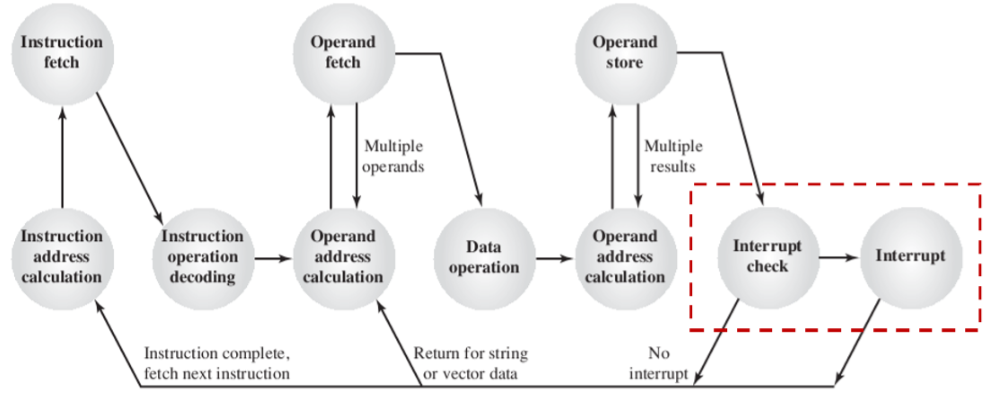 Instruction
fetch
Operand
fetch
Operand
store
Multiple
operands
Multiple
results
Instruction
address
calculation
Instruction
operation
decoding
Operand
address
calculation
Data
operation
Operand
address
calculation
Interrupt
check
Interrupt
Instruction complete,
fetch next instruction
Return for string
or vector data
No
interrupt